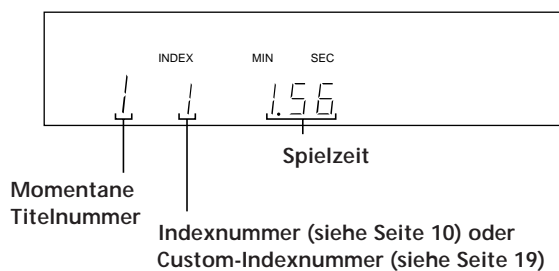 INDEX MIN SEC
1 1 1.56
Spielzeit
Momentane
Titelnummer
Indexnummer (siehe Seite 10) oder
Custom-Indexnummer (siehe Seite 19)